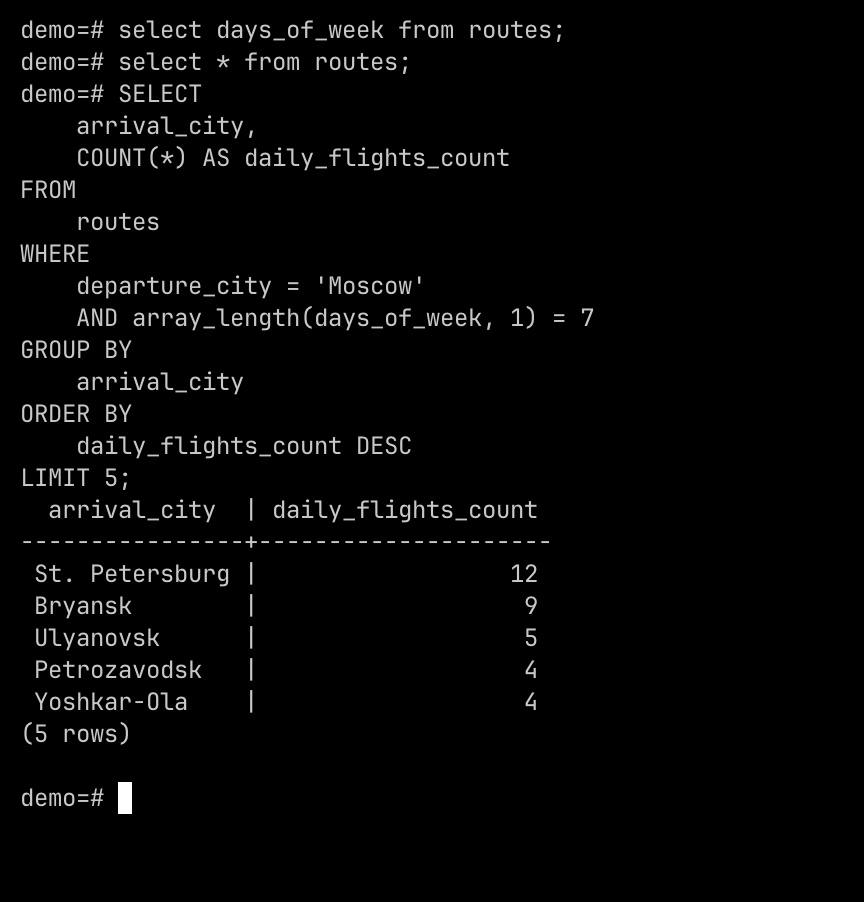 demo=# select days_of_week from routes;
demo=# select * from routes;
demo=# SELECT
    arrival_city,
    COUNT(*) AS daily_flights_count
FROM
    routes
WHERE
    departure_city = 'Moscow'
    AND array_length(days_of_week, 1) = 7
GROUP BY
    arrival_city
ORDER BY
    daily_flights_count DESC
LIMIT 5;
  arrival_city  | daily_flights_count
----------------+---------------------
 St. Petersburg |                  12
 Bryansk        |                   9
 Ulyanovsk      |                   5
 Petrozavodsk   |                   4
 Yoshkar-Ola    |                   4
(5 rows)
demo=#